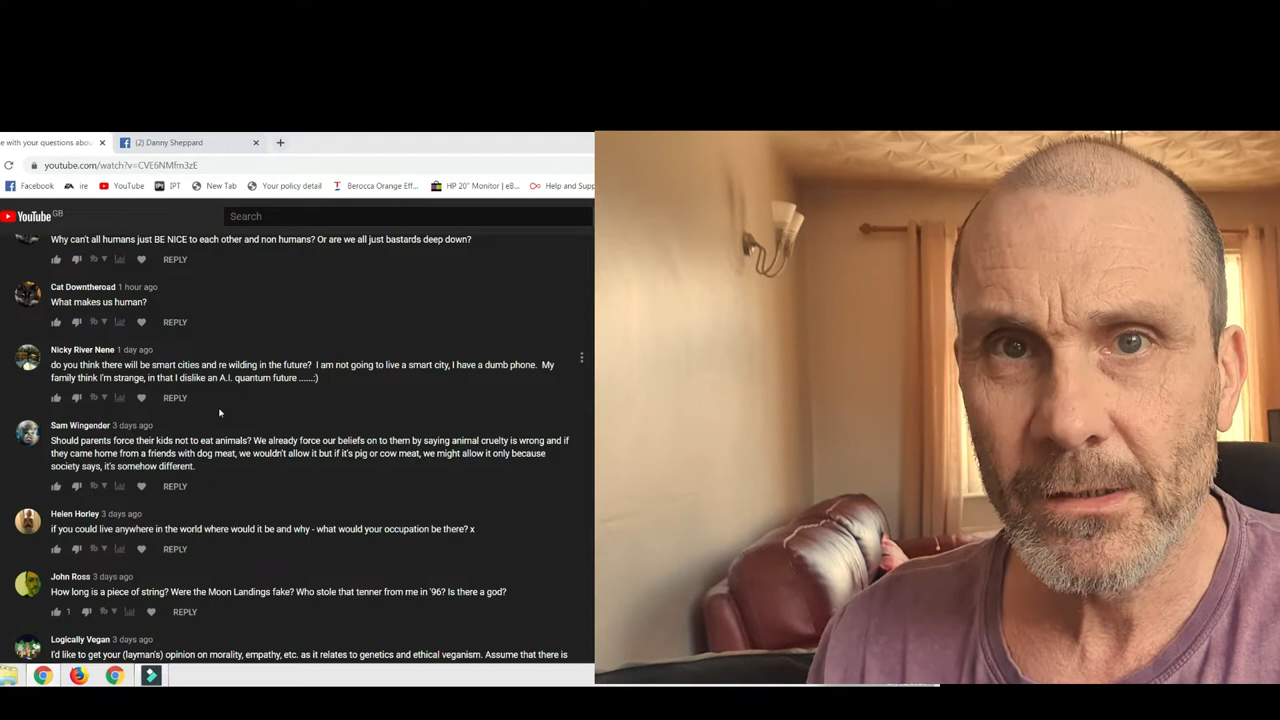 e with your questions abou
(2) Danny Sheppard
youtube.com/watch?v=CVE6NMfm3zE
Facebook ire YouTube IPT New Tab Your policy detail Berocca Orange Eff... HP 20" Monitor | eB... Help and Supp
YouTube GB Search
Why can't all humans just BE NICE to each other and non humans? Or are we all just bastards deep down?
REPLY
Cat Downtheroad 1 hour ago
What makes us human?
REPLY
Nicky River Nene 1 day ago
do you think there will be smart cities and re wilding in the future? I am not going to live a smart city, I have a dumb phone. My
family think I'm strange, in that I dislike an A.I. quantum future ......:)
REPLY
Sam Wingender 3 days ago
Should parents force their kids not to eat animals? We already force our beliefs on to them by saying animal cruelty is wrong and if
they came home from a friends with dog meat, we wouldn't allow it but if it's pig or cow meat, we might allow it only because
society says, it's somehow different.
REPLY
Helen Horley 3 days ago
if you could live anywhere in the world where would it be and why - what would your occupation be there? x
REPLY
John Ross 3 days ago
How long is a piece of string? Were the Moon Landings fake? Who stole that tenner from me in '96? Is there a god?
1 REPLY
Logically Vegan 3 days ago
I'd like to get your (layman's) opinion on morality, empathy, etc. as it relates to genetics and ethical veganism. Assume that there is